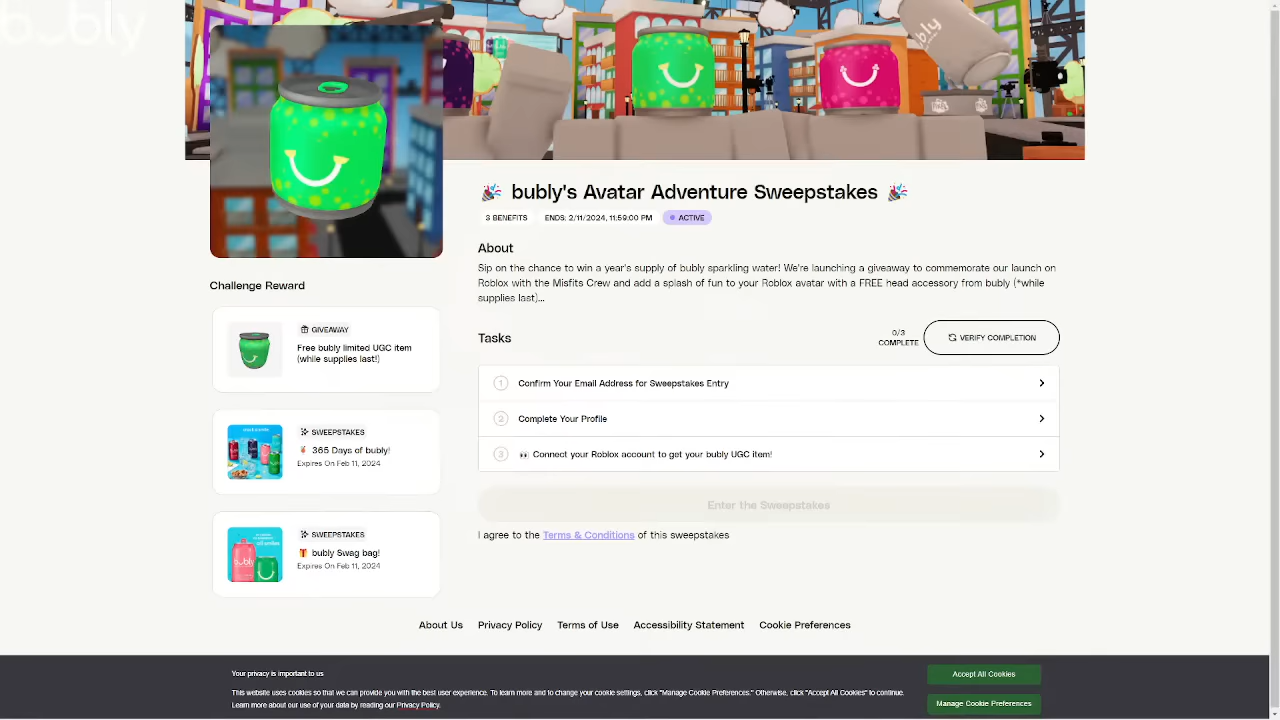 bubly
bubly
🎉 bubly's Avatar Adventure Sweepstakes 🎉
3 BENEFITS ENDS: 2/11/2024, 11:59:00 PM ACTIVE
About
Sip on the chance to win a year's supply of bubly sparkling water! We're launching a giveaway to commemorate our launch on
Roblox with the Misfits Crew and add a splash of fun to your Roblox avatar with a FREE head accessory from bubly (*while
supplies last)...
Challenge Reward
GIVEAWAY
Free bubly limited UGC item
(while supplies last!)
SWEEPSTAKES
365 Days of bubly!
Expires On Feb 11, 2024
bubly
SWEEPSTAKES
🎁 bubly Swag bag!
Expires On Feb 11, 2024
Tasks
0/3
COMPLETE
VERIFY COMPLETION
1 Confirm Your Email Address for Sweepstakes Entry
2 Complete Your Profile
3 👀 Connect your Roblox account to get your bubly UGC item!
Enter the Sweepstakes
I agree to the Terms & Conditions of this sweepstakes
About Us Privacy Policy Terms of Use Accessibility Statement Cookie Preferences
Your privacy is important to us
This website uses cookies so that we can provide you with the best user experience. To learn more and to change your cookie settings, click "Manage Cookie Preferences." Otherwise, click "Accept All Cookies" to continue.
Learn more about our use of data by reading our Privacy Policy.
Accept All Cookies
Manage Cookie Preferences